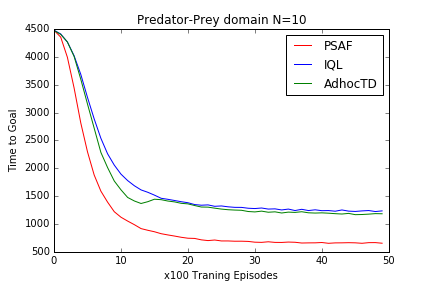 Predator-Prey domain N=10
PSAF
IQL
AdhocTD
Time to Goal
4500
4000
3500
3000
2500
2000
1500
1000
500
0 10 20 30 40 50
x100 Traning Episodes